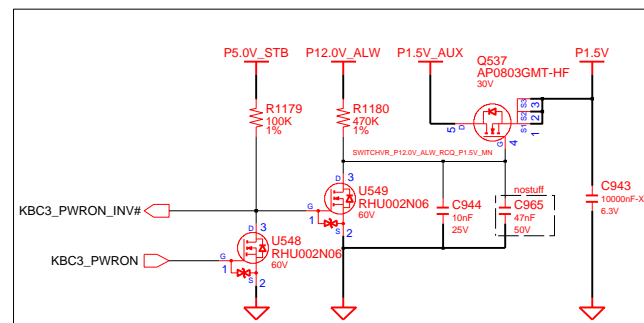 P5.0V_STB
P12.0V_ALW
P1.5V_AUX
Q537
AP0803GMT-HF
30V
P1.5V
R1179
100K
1%
R1180
470K
1%
5
D
S3
S2
S1
3
2
1
G
4
SWITCHVR_P12.0V_ALW_RCQ_P1.5V_MN
KBC3_PWRON_INV#
D
3
U549
RHU002N06
60V
G
1
S
2
C944
10nF
25V
nostuff
C965
47nF
50V
C943
10000nF-X
6.3V
KBC3_PWRON
D
3
U548
RHU002N06
60V
G
1
S
2